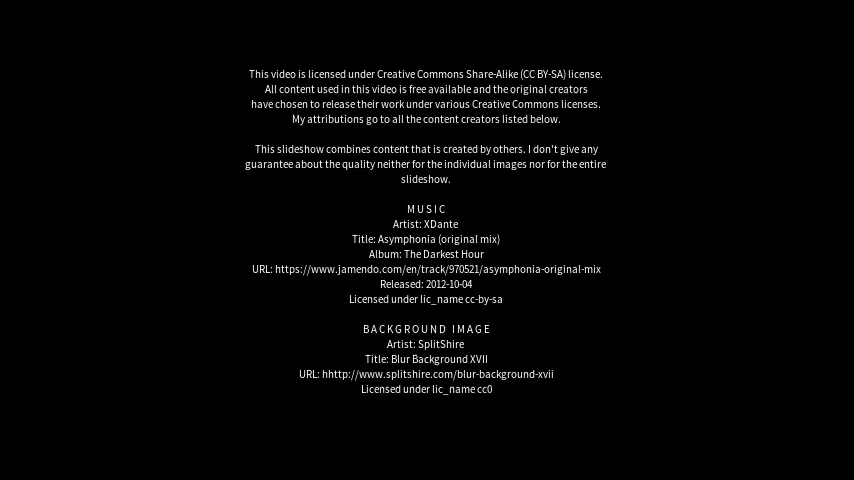 This video is licensed under Creative Commons Share-Alike (CC BY-SA) license.
All content used in this video is free available and the original creators
have chosen to release their work under various Creative Commons licenses.
My attributions go to all the content creators listed below.
This slideshow combines content that is created by others. I don't give any
guarantee about the quality neither for the individual images nor for the entire
slideshow.
MUSIC
Artist: XDante
Title: Asymphonia (original mix)
Album: The Darkest Hour
URL: https://www.jamendo.com/en/track/970521/asymphonia-original-mix
Released: 2012-10-04
Licensed under lic_name cc-by-sa
BACKGROUND IMAGE
Artist: SplitShire
Title: Blur Background XVII
URL: hhttp://www.splitshire.com/blur-background-xvii
Licensed under lic_name cc0